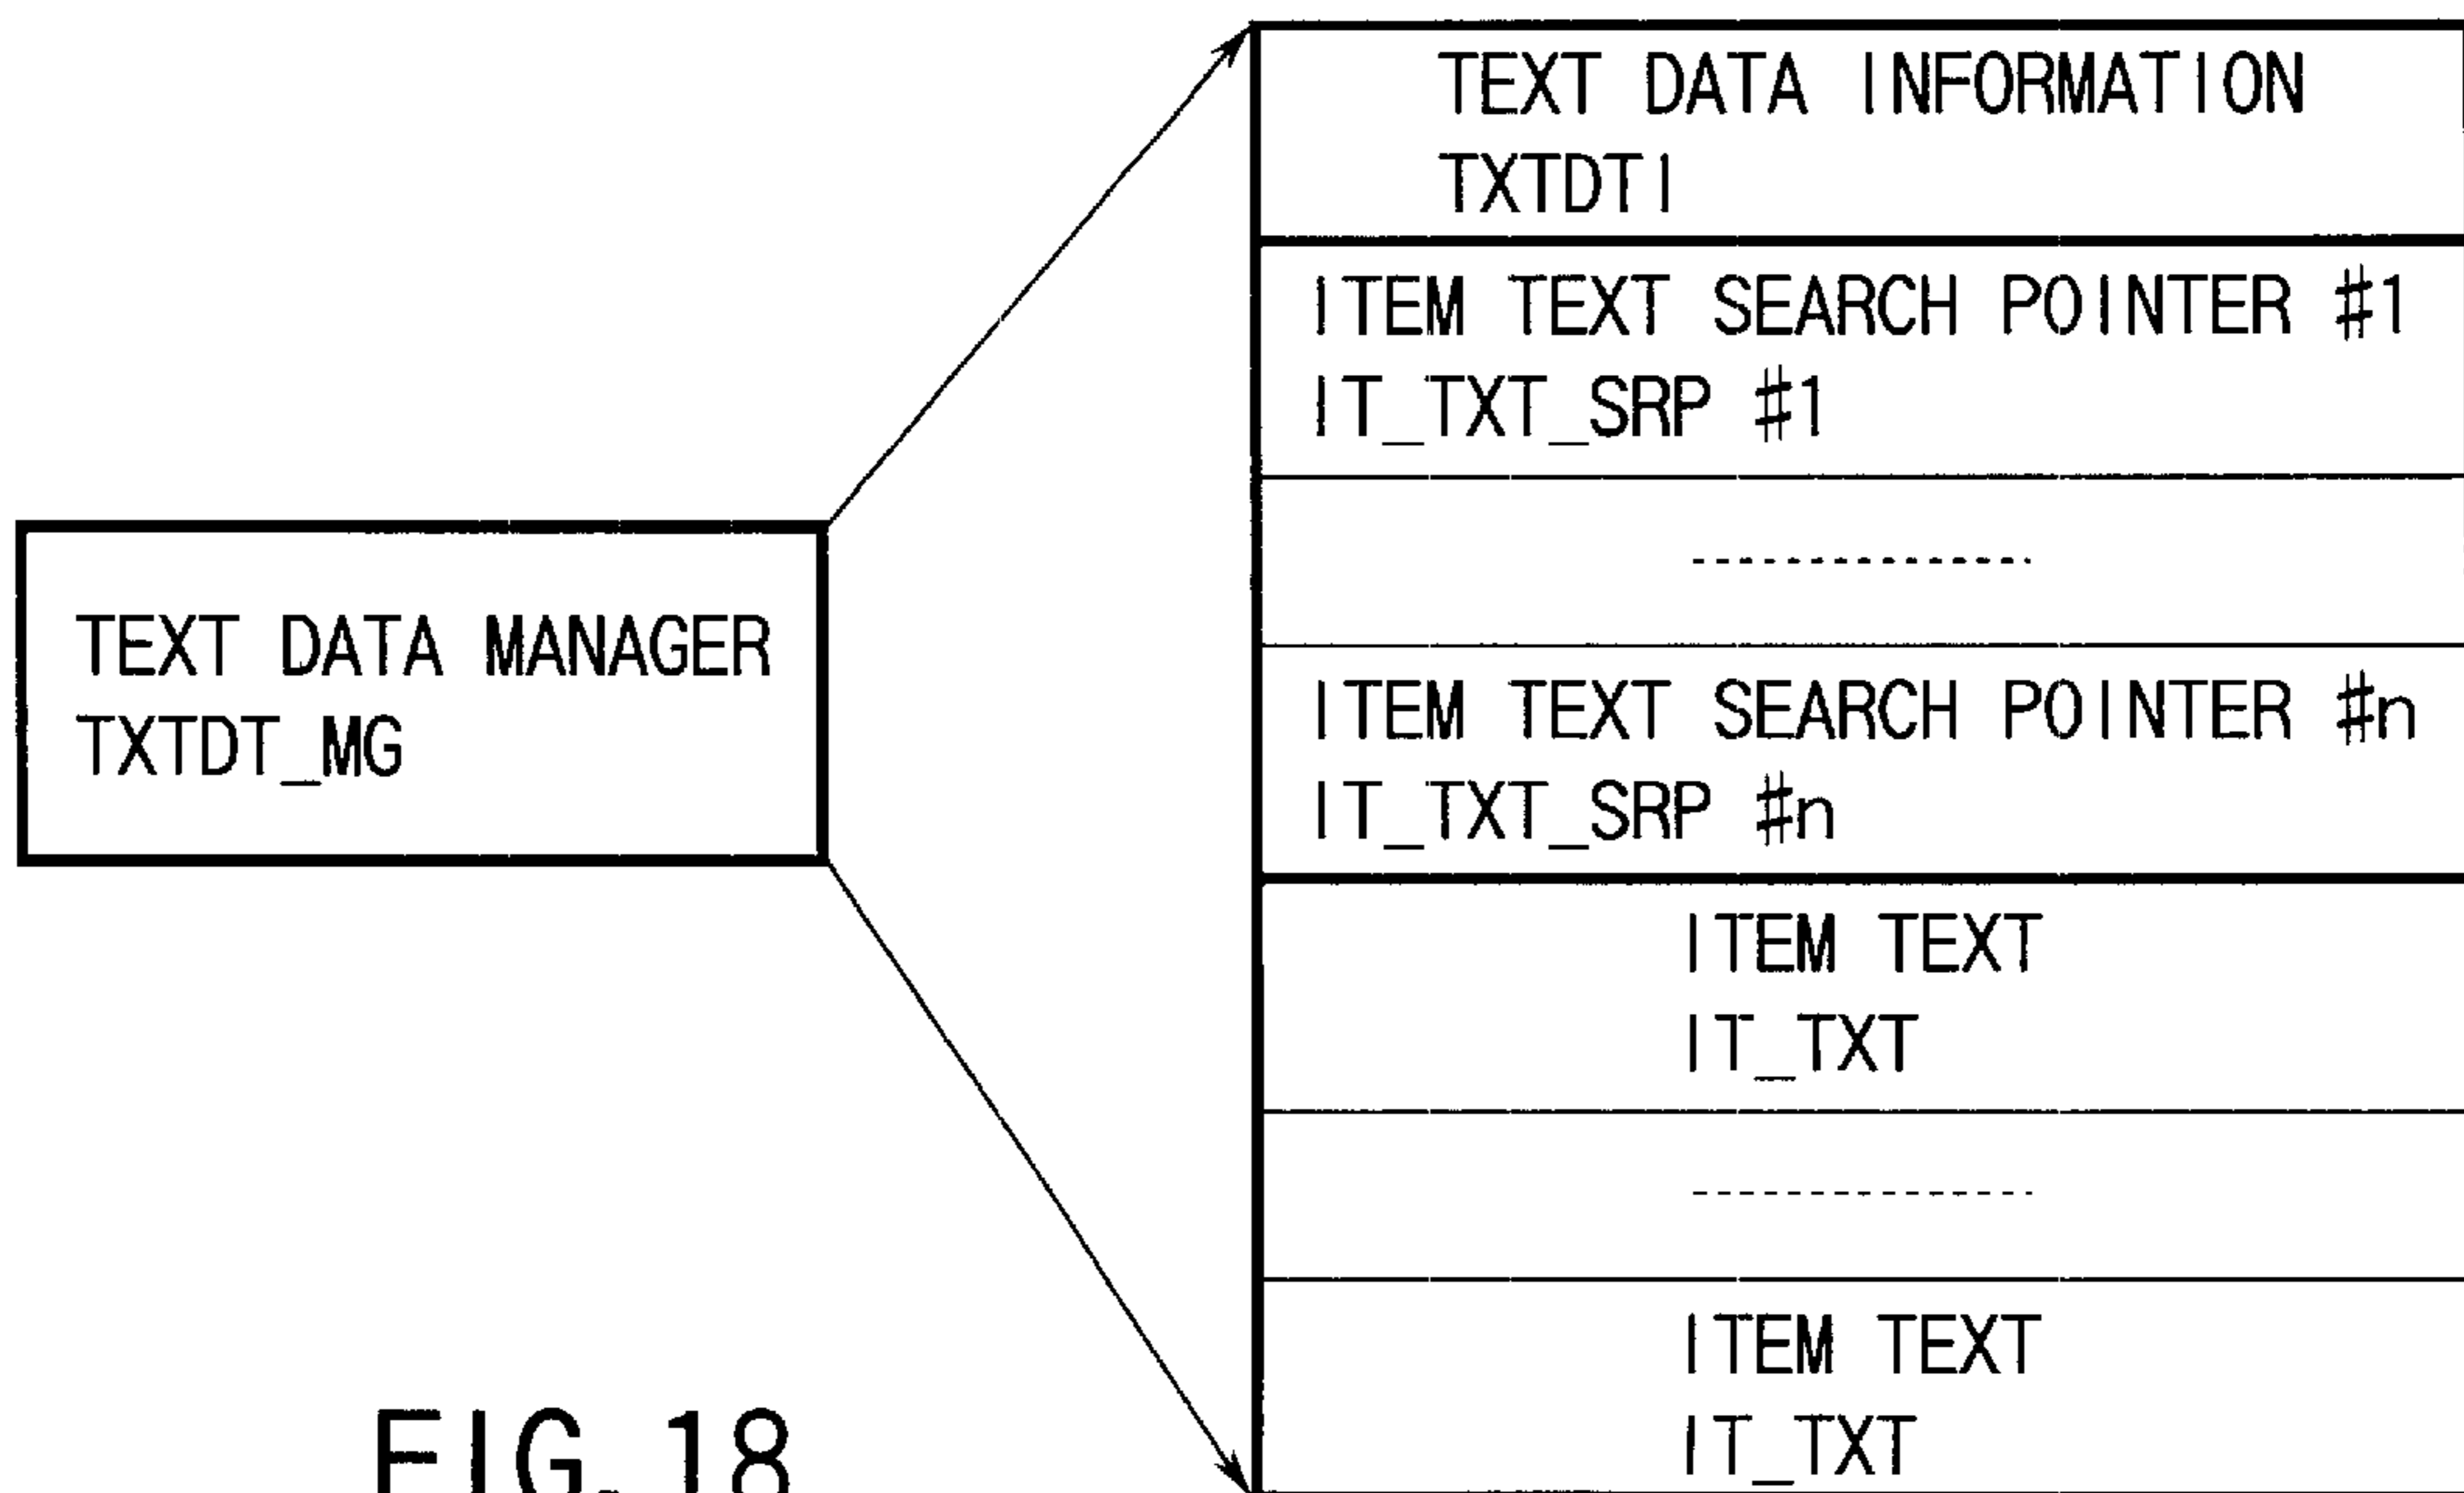 TEXT DATA MANAGER
TXTDT_MG
TEXT DATA INFORMATION
TXTDTI
ITEM TEXT SEARCH POINTER #1
IT_TXT_SRP #1
ITEM TEXT SEARCH POINTER #n
IT_TXT_SRP #n
ITEM TEXT
IT_TXT
ITEM TEXT
IT_TXT
FIG. 18